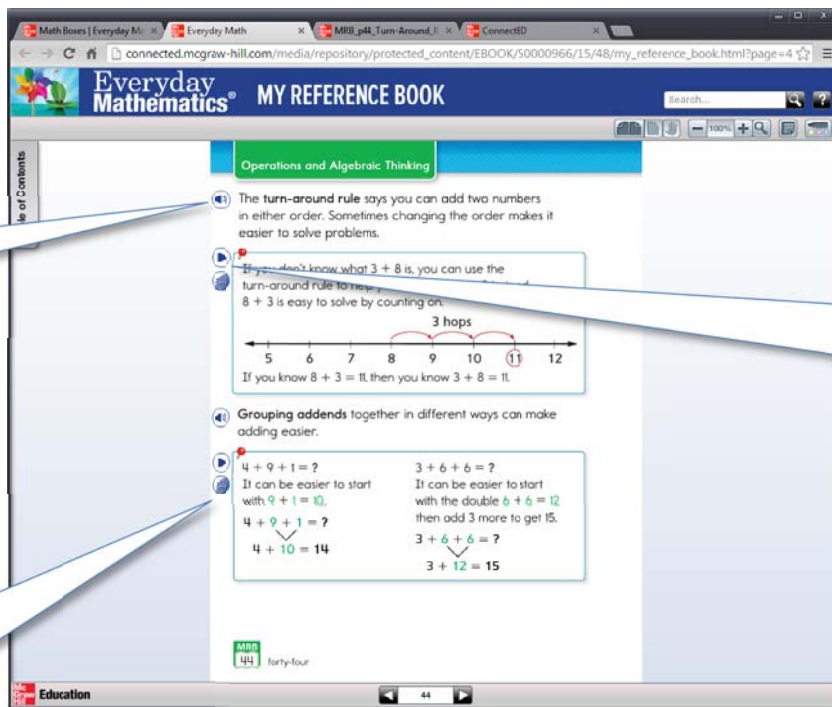 Math Boxes | Everyday Ma
Everyday Math
MRB_p44_Turn-Around_R
ConnectED
connected.mcgraw-hill.com/media/repository/protected_content/EBOOK/50000966/15/48/my_reference_book.html?page=4
Everyday
Mathematics®
MY REFERENCE BOOK
Search...
?
100%
le of Contents
Operations and Algebraic Thinking
The turn-around rule says you can add two numbers
in either order. Sometimes changing the order makes it
easier to solve problems.
If you don't know what 3 + 8 is, you can use the
turn-around rule to help y
8 + 3 is easy to solve by counting on.
3 hops
5 6 7 8 9 10 11 12
If you know 8 + 3 = 11, then you know 3 + 8 = 11.
Grouping addends together in different ways can make
adding easier.
4 + 9 + 1 = ?
It can be easier to start
with 9 + 1 = 10.
4 + 9 + 1 = ?
4 + 10 = 14
3 + 6 + 6 = ?
It can be easier to start
with the double 6 + 6 = 12
then add 3 more to get 15.
3 + 6 + 6 = ?
3 + 12 = 15
MRB
44
forty-four
Mc
Graw
Hill
Education
44